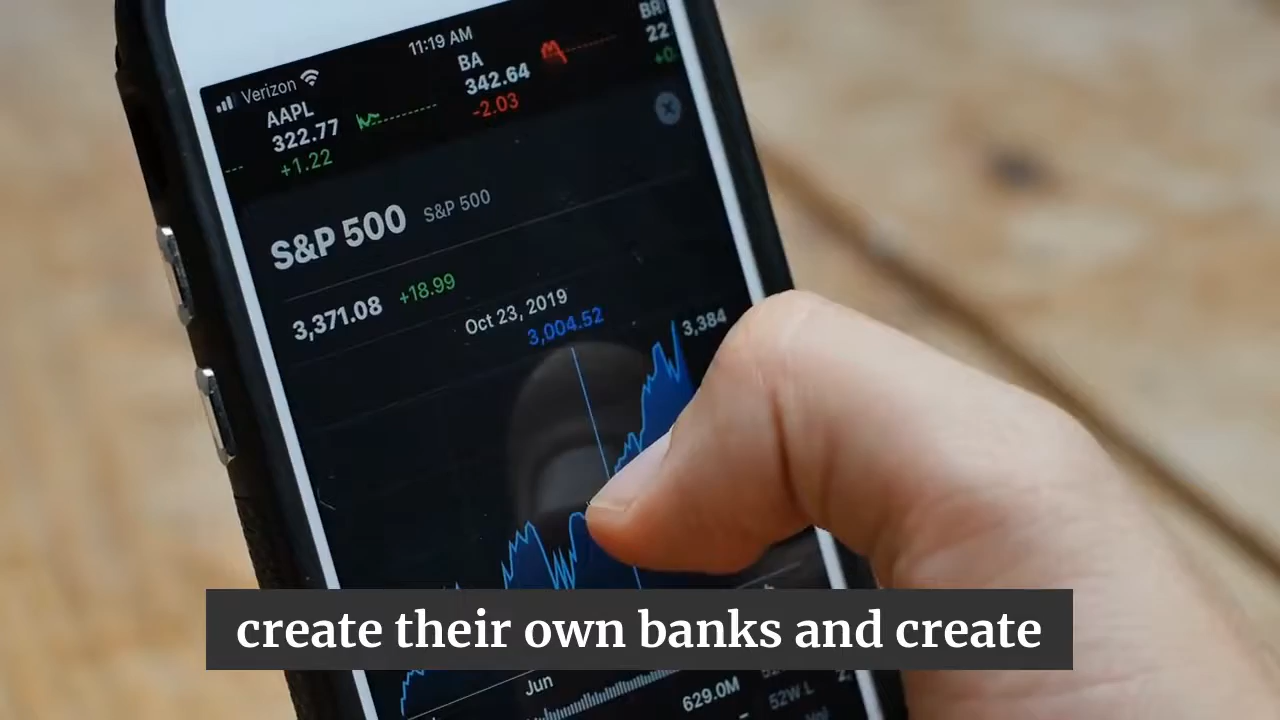 11:19 AM
Verizon
AAPL
322.77
+1.22
BA
342.64
-2.03
22
S&P 500 S&P 500
3,371.08 +18.99
Oct 23, 2019
3,004.52
3,384
create their own banks and create
Jun
629.0M
52W L